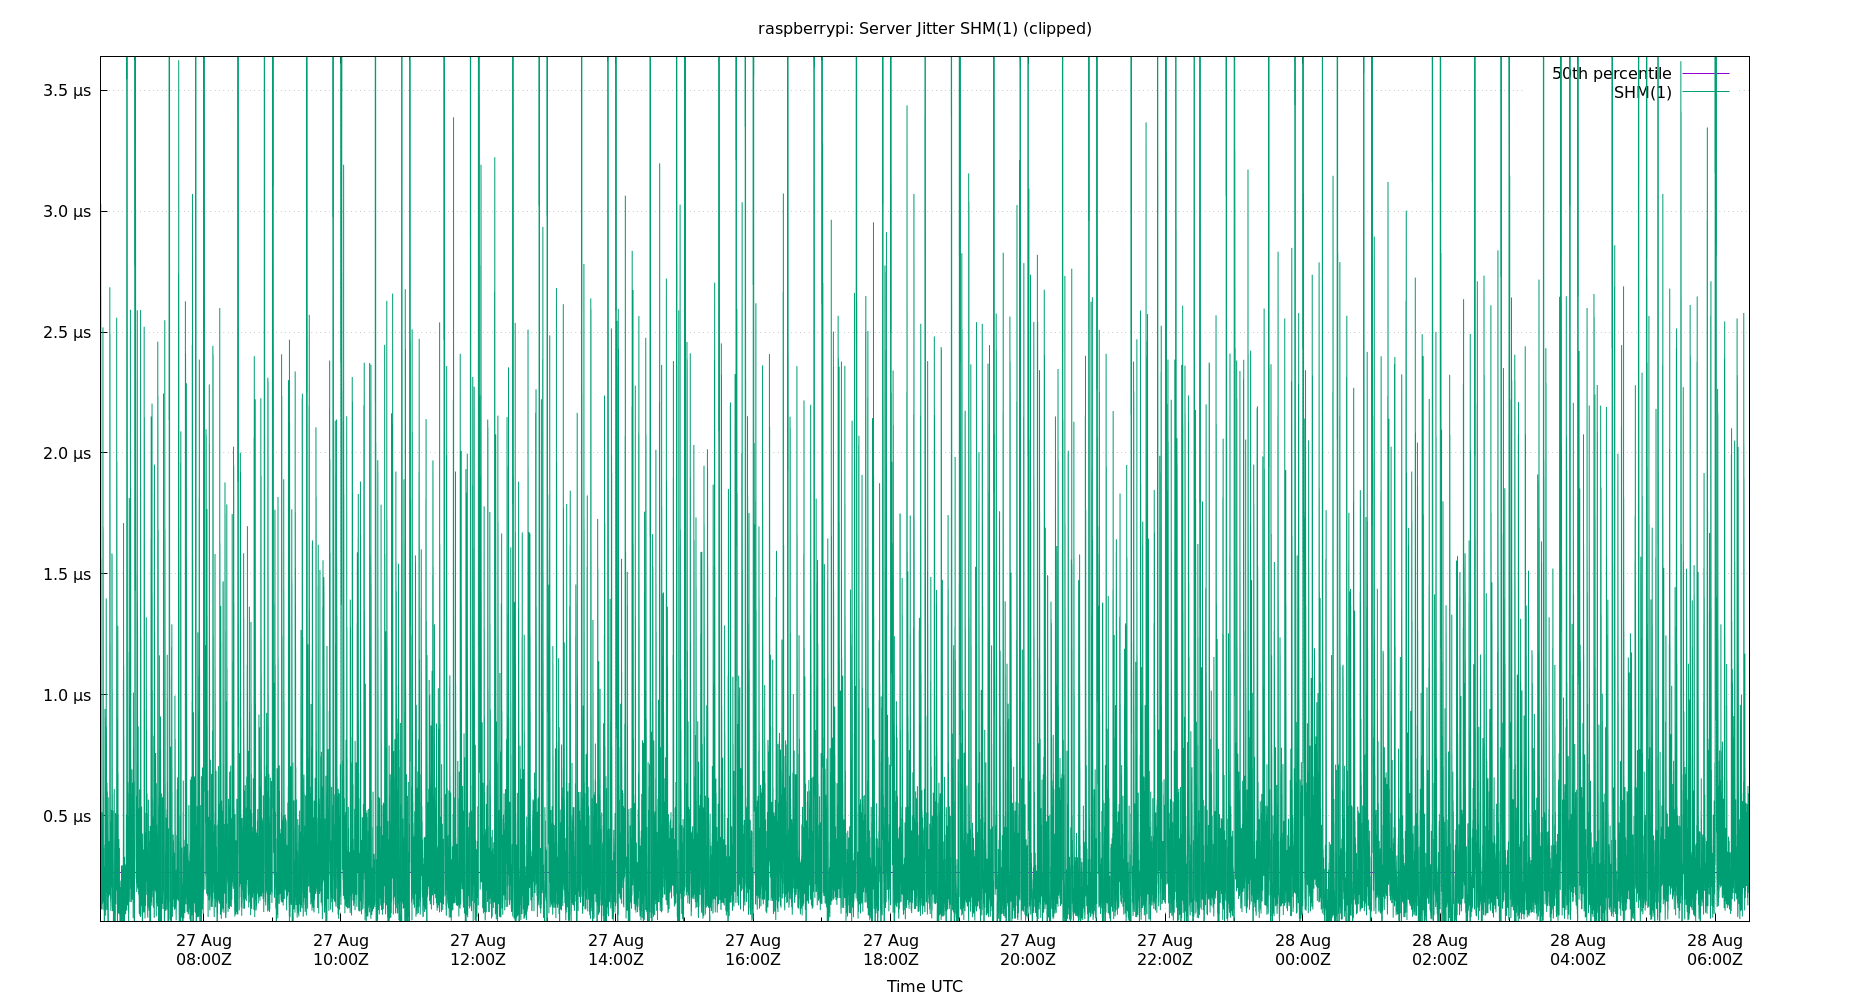 raspberrypi: Server Jitter SHM(1) (clipped)
50th percentile
SHM(1)
3.5 µs
3.0 µs
2.5 µs
2.0 µs
1.5 µs
1.0 µs
0.5 µs
27 Aug 27 Aug 27 Aug 27 Aug 27 Aug 27 Aug 27 Aug 27 Aug 28 Aug 28 Aug 28 Aug 28 Aug
08:00Z 10:00Z 12:00Z 14:00Z 16:00Z 18:00Z 20:00Z 22:00Z 00:00Z 02:00Z 04:00Z 06:00Z
Time UTC